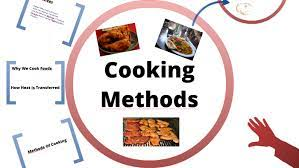 Why We Cook Foods
How Heat is Transferred
Cooking
Methods
Methods of Cooking